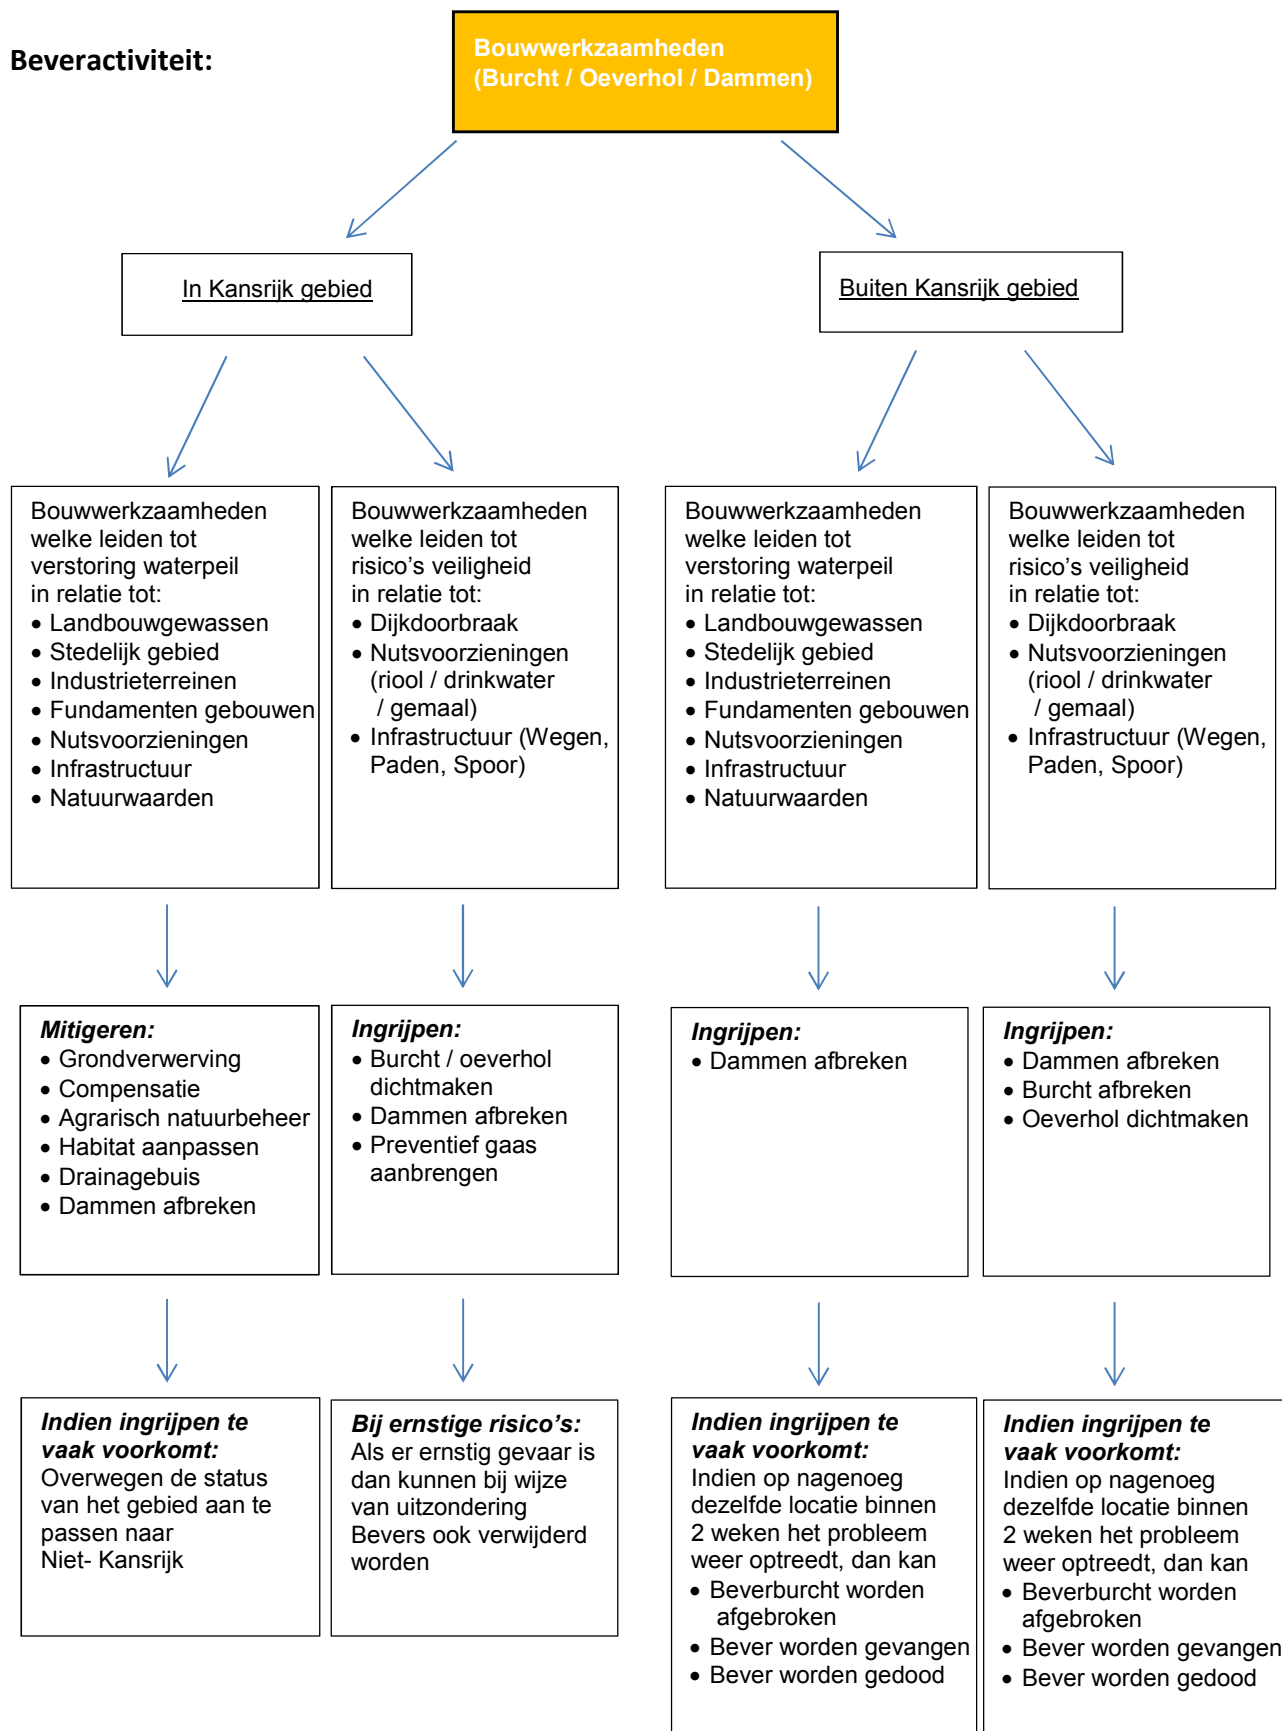 Beveractiviteit:
Bouwwerkzaamheden
(Burcht / Oeverhol / Dammen)
In Kansrijk gebied
Buiten Kansrijk gebied
Bouwwerkzaamheden
welke leiden tot
verstoring waterpeil
in relatie tot:
• Landbouwgewassen
• Stedelijk gebied
• Industrieterreinen
• Fundamenten gebouwen
• Nutsvoorzieningen
• Infrastructuur
• Natuurwaarden
Bouwwerkzaamheden
welke leiden tot
risico’s veiligheid
in relatie tot:
• Dijkdoorbraak
• Nutsvoorzieningen
(riool / drinkwater
/ gemaal)
• Infrastructuur (Wegen,
Paden, Spoor)
Bouwwerkzaamheden
welke leiden tot
verstoring waterpeil
in relatie tot:
• Landbouwgewassen
• Stedelijk gebied
• Industrieterreinen
• Fundamenten gebouwen
• Nutsvoorzieningen
• Infrastructuur
• Natuurwaarden
Bouwwerkzaamheden
welke leiden tot
risico’s veiligheid
in relatie tot:
• Dijkdoorbraak
• Nutsvoorzieningen
(riool / drinkwater
/ gemaal)
• Infrastructuur (Wegen,
Paden, Spoor)
Mitigeren:
• Grondverwerving
• Compensatie
• Agrarisch natuurbeheer
• Habitat aanpassen
• Drainagebuis
• Dammen afbreken
Ingrijpen:
• Burcht / oeverhol
dichtmaken
• Dammen afbreken
• Preventief gaas
aanbrengen
Ingrijpen:
• Dammen afbreken
Ingrijpen:
• Dammen afbreken
• Burcht afbreken
• Oeverhol dichtmaken
Indien ingrijpen te
vaak voorkomt:
Overwegen de status
van het gebied aan te
passen naar
Niet- Kansrijk
Bij ernstige risico’s:
Als er ernstig gevaar is
dan kunnen bij wijze
van uitzondering
Bevers ook verwijderd
worden
Indien ingrijpen te
vaak voorkomt:
Indien op nagenoeg
dezelfde locatie binnen
2 weken het probleem
weer optreedt, dan kan
• Beverburcht worden
afgebroken
• Bever worden gevangen
• Bever worden gedood
Indien ingrijpen te
vaak voorkomt:
Indien op nagenoeg
dezelfde locatie binnen
2 weken het probleem
weer optreedt, dan kan
• Beverburcht worden
afgebroken
• Bever worden gevangen
• Bever worden gedood